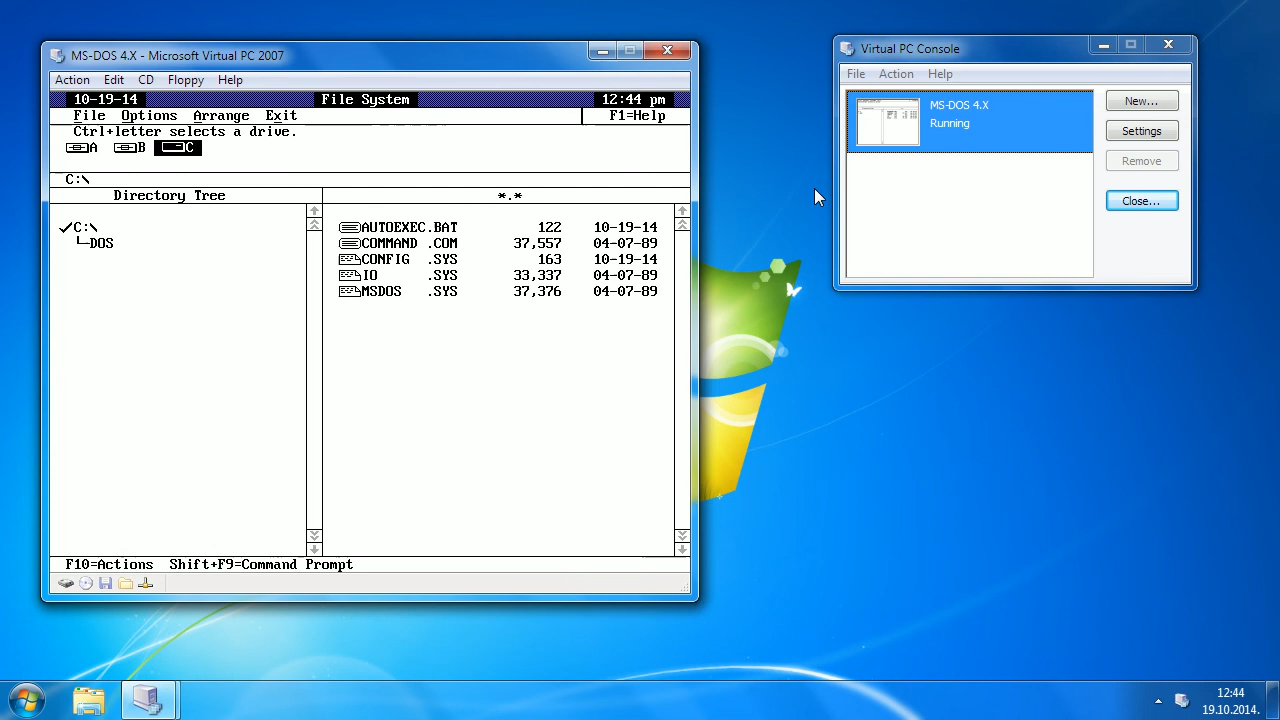 MS-DOS 4.X - Microsoft Virtual PC 2007
Action Edit CD Floppy Help
10-19-14 File System 12:44 pm
File Options Arrange Exit F1=Help
Ctrl+letter selects a drive.
A B C
C:\
Directory Tree *.*
C:\
DOS
AUTOEXEC.BAT 122 10-19-14
COMMAND .COM 37,557 04-07-89
CONFIG .SYS 163 10-19-14
IO .SYS 33,337 04-07-89
MSDOS .SYS 37,376 04-07-89
F10=Actions Shift+F9=Command Prompt
Virtual PC Console
File Action Help
MS-DOS 4.X
Running
New...
Settings
Remove
Close...
12:44
19.10.2014.